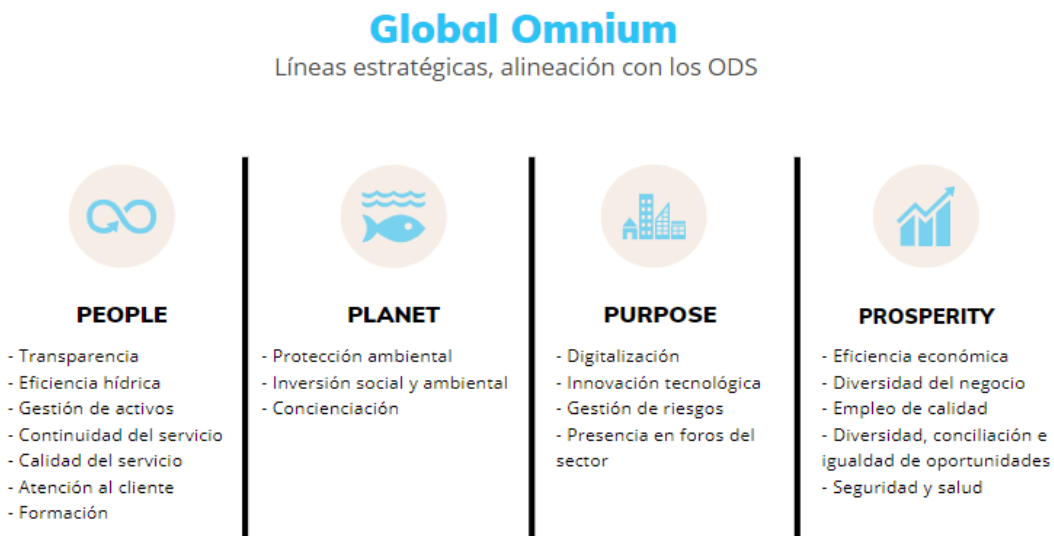 Global Omnium
Líneas estratégicas, alineación con los ODS
PEOPLE
- Transparencia
- Eficiencia hídrica
- Gestión de activos
- Continuidad del servicio
- Calidad del servicio
- Atención al cliente
- Formación
PLANET
- Protección ambiental
- Inversión social y ambiental
- Concienciación
PURPOSE
- Digitalización
- Innovación tecnológica
- Gestión de riesgos
- Presencia en foros del
sector
PROSPERITY
- Eficiencia económica
- Diversidad del negocio
- Empleo de calidad
- Diversidad, conciliación e
igualdad de oportunidades
- Seguridad y salud